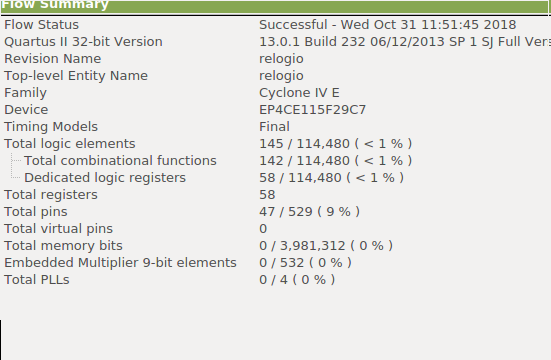 Flow Summary
Flow Status Successful - Wed Oct 31 11:51:45 2018
Quartus II 32-bit Version 13.0.1 Build 232 06/12/2013 SP 1 SJ Full Vers
Revision Name relogio
Top-level Entity Name relogio
Family Cyclone IV E
Device EP4CE115F29C7
Timing Models Final
Total logic elements 145 / 114,480 ( < 1 % )
Total combinational functions 142 / 114,480 ( < 1 % )
Dedicated logic registers 58 / 114,480 ( < 1 % )
Total registers 58
Total pins 47 / 529 ( 9 % )
Total virtual pins 0
Total memory bits 0 / 3,981,312 ( 0 % )
Embedded Multiplier 9-bit elements 0 / 532 ( 0 % )
Total PLLs 0 / 4 ( 0 % )